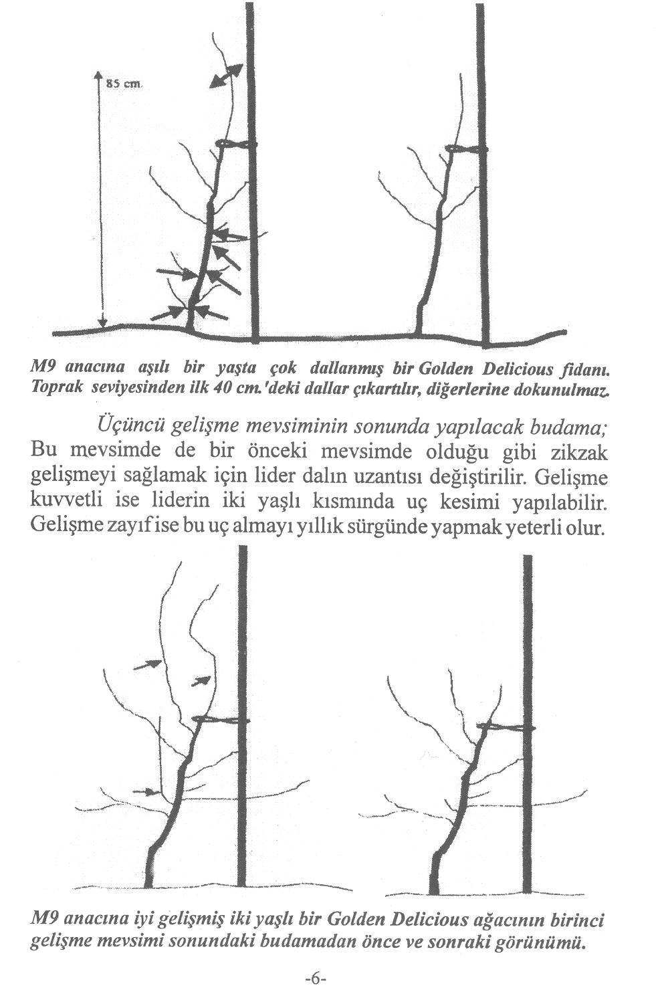 85 cm.
M9 anacına aşılı bir yaşta çok dallanmış bir Golden Delicious fidanı.
Toprak seviyesinden ilk 40 cm.'deki dallar çıkartılır, diğerlerine dokunulmaz.
Üçüncü gelişme mevsiminin sonunda yapılacak budama;
Bu mevsimde de bir önceki mevsimde olduğu gibi zikzak
gelişmeyi sağlamak için lider dalın uzantısı değiştirilir. Gelişme
kuvvetli ise liderin iki yaşlı kısmında uç kesimi yapılabilir.
Gelişme zayıf ise bu uç almayı yıllık sürgünde yapmak yeterli olur.
M9 anacına iyi gelişmiş iki yaşlı bir Golden Delicious ağacının birinci
gelişme mevsimi sonundaki budamadan önce ve sonraki görünümü.
-6-